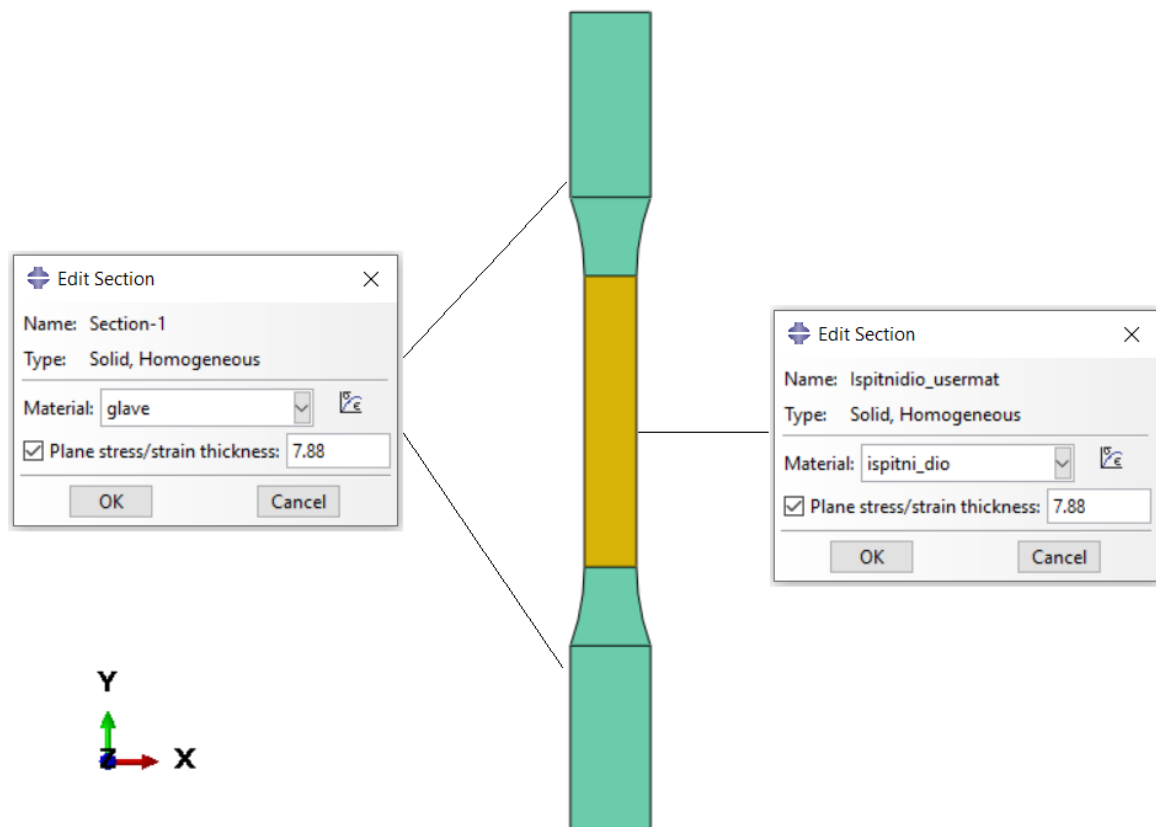 Edit Section
Name: Section-1
Type: Solid, Homogeneous
Material: glave
Plane stress/strain thickness: 7.88
OK Cancel
Edit Section
Name: Ispitnidio_usermat
Type: Solid, Homogeneous
Material: ispitni_dio
Plane stress/strain thickness: 7.88
OK Cancel
Y
Z X